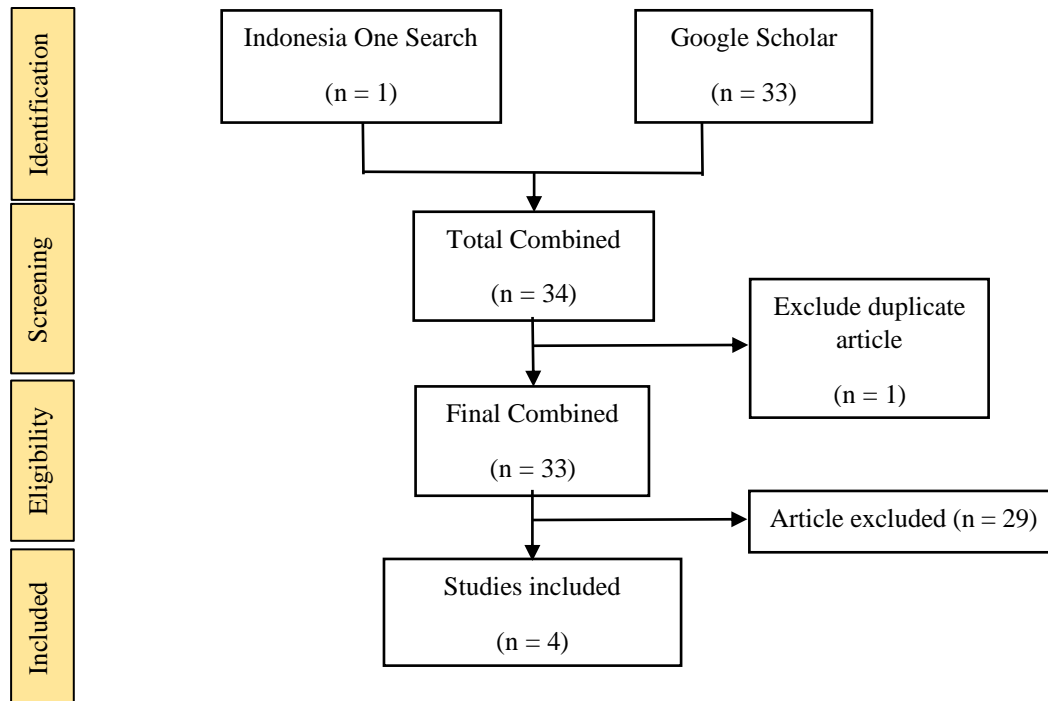 Identification
Indonesia One Search
(n = 1)
Google Scholar
(n = 33)
Screening
Total Combined
(n = 34)
Exclude duplicate
article
(n = 1)
Eligibility
Final Combined
(n = 33)
Article excluded (n = 29)
Included
Studies included
(n = 4)